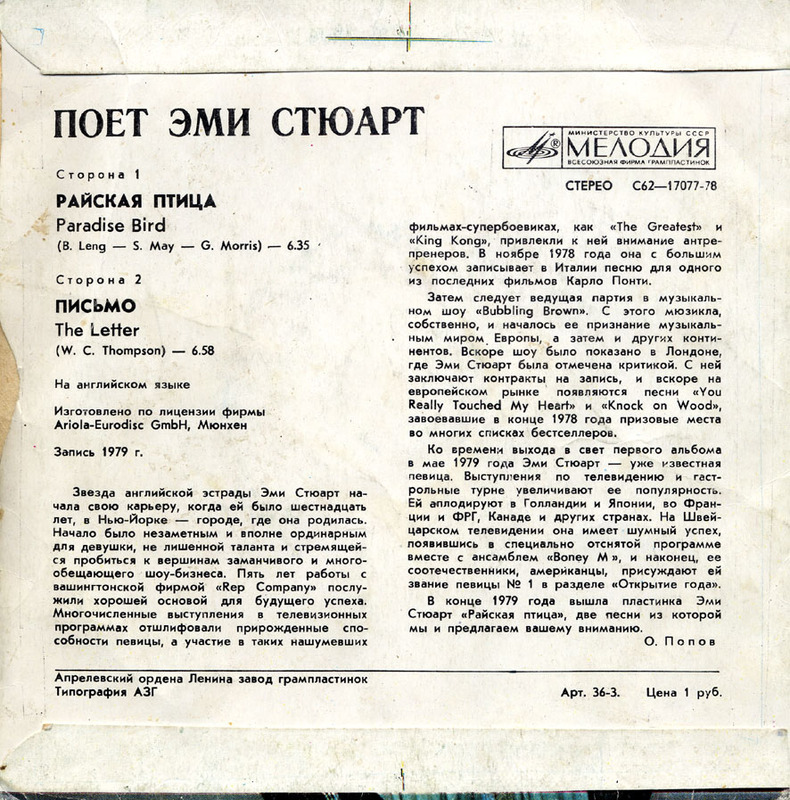 ПОЕТ ЭМИ СТЮАРТ
Сторона 1
РАЙСКАЯ ПТИЦА
Paradise Bird
(B. Leng — S. May — G. Morris) — 6.35
Сторона 2
ПИСЬМО
The Letter
(W. C. Thompson) — 6.58
На английском языке
Изготовлено по лицензии фирмы
Ariola-Eurodisc GmbH, Мюнхен
Запись 1979 г.
Звезда английской эстрады Эми Стюарт на-
чала свою карьеру, когда ей было шестнадцать
лет, в Нью-Йорке — городе, где она родилась.
Начало было незаметным и вполне ординарным
для девушки, не лишенной таланта и стремящей-
ся пробиться к вершинам заманчивого и много-
обещающего шоу-бизнеса. Пять лет работы с
вашингтонской фирмой «Rep Company» послу-
жили хорошей основой для будущего успеха.
Многочисленные выступления в телевизионных
программах отшлифовали прирожденные спо-
собности певицы, а участие в таких нашумевших
МИНИСТЕРСТВО КУЛЬТУРЫ СССР
® МЕЛОДИЯ
ВСЕСОЮЗНАЯ ФИРМА ГРАМПЛАСТИНОК
СТЕРЕО С62—17077-78
фильмах-супербоевиках, как «The Greatest» и
«King Kong», привлекли к ней внимание антре-
пренеров. В ноябре 1978 года она с большим
успехом записывает в Италии песню для одного
из последних фильмов Карло Понти.
Затем следует ведущая партия в музыкаль-
ном шоу «Bubbling Brown». С этого мюзикла,
собственно, и началось ее признание музыкаль-
ным миром Европы, а затем и других конти-
нентов. Вскоре шоу было показано в Лондоне,
где Эми Стюарт была отмечена критикой. С ней
заключают контракты на запись, и вскоре на
европейском рынке появляются песни «You
Really Touched My Heart» и «Knock on Wood»,
завоевавшие в конце 1978 года призовые места
во многих списках бестселлеров.
Ко времени выхода в свет первого альбома
в мае 1979 года Эми Стюарт — уже известная
певица. Выступления по телевидению и гаст-
рольные турне увеличивают ее популярность.
Ей аплодируют в Голландии и Японии, во Фран-
ции и ФРГ, Канаде и других странах. На Швей-
царском телевидении она имеет шумный успех,
появившись в специально отснятой программе
вместе с ансамблем «Boney M», и наконец, ее
соотечественники, американцы, присуждают ей
звание певицы № 1 в разделе «Открытие года».
В конце 1979 года вышла пластинка Эми
Стюарт «Райская птица», две песни из которой
мы и предлагаем вашему вниманию.
О. Попов
Апрелевский ордена Ленина завод грампластинок
Типография АЗГ
Арт. 36-3. Цена 1 руб.